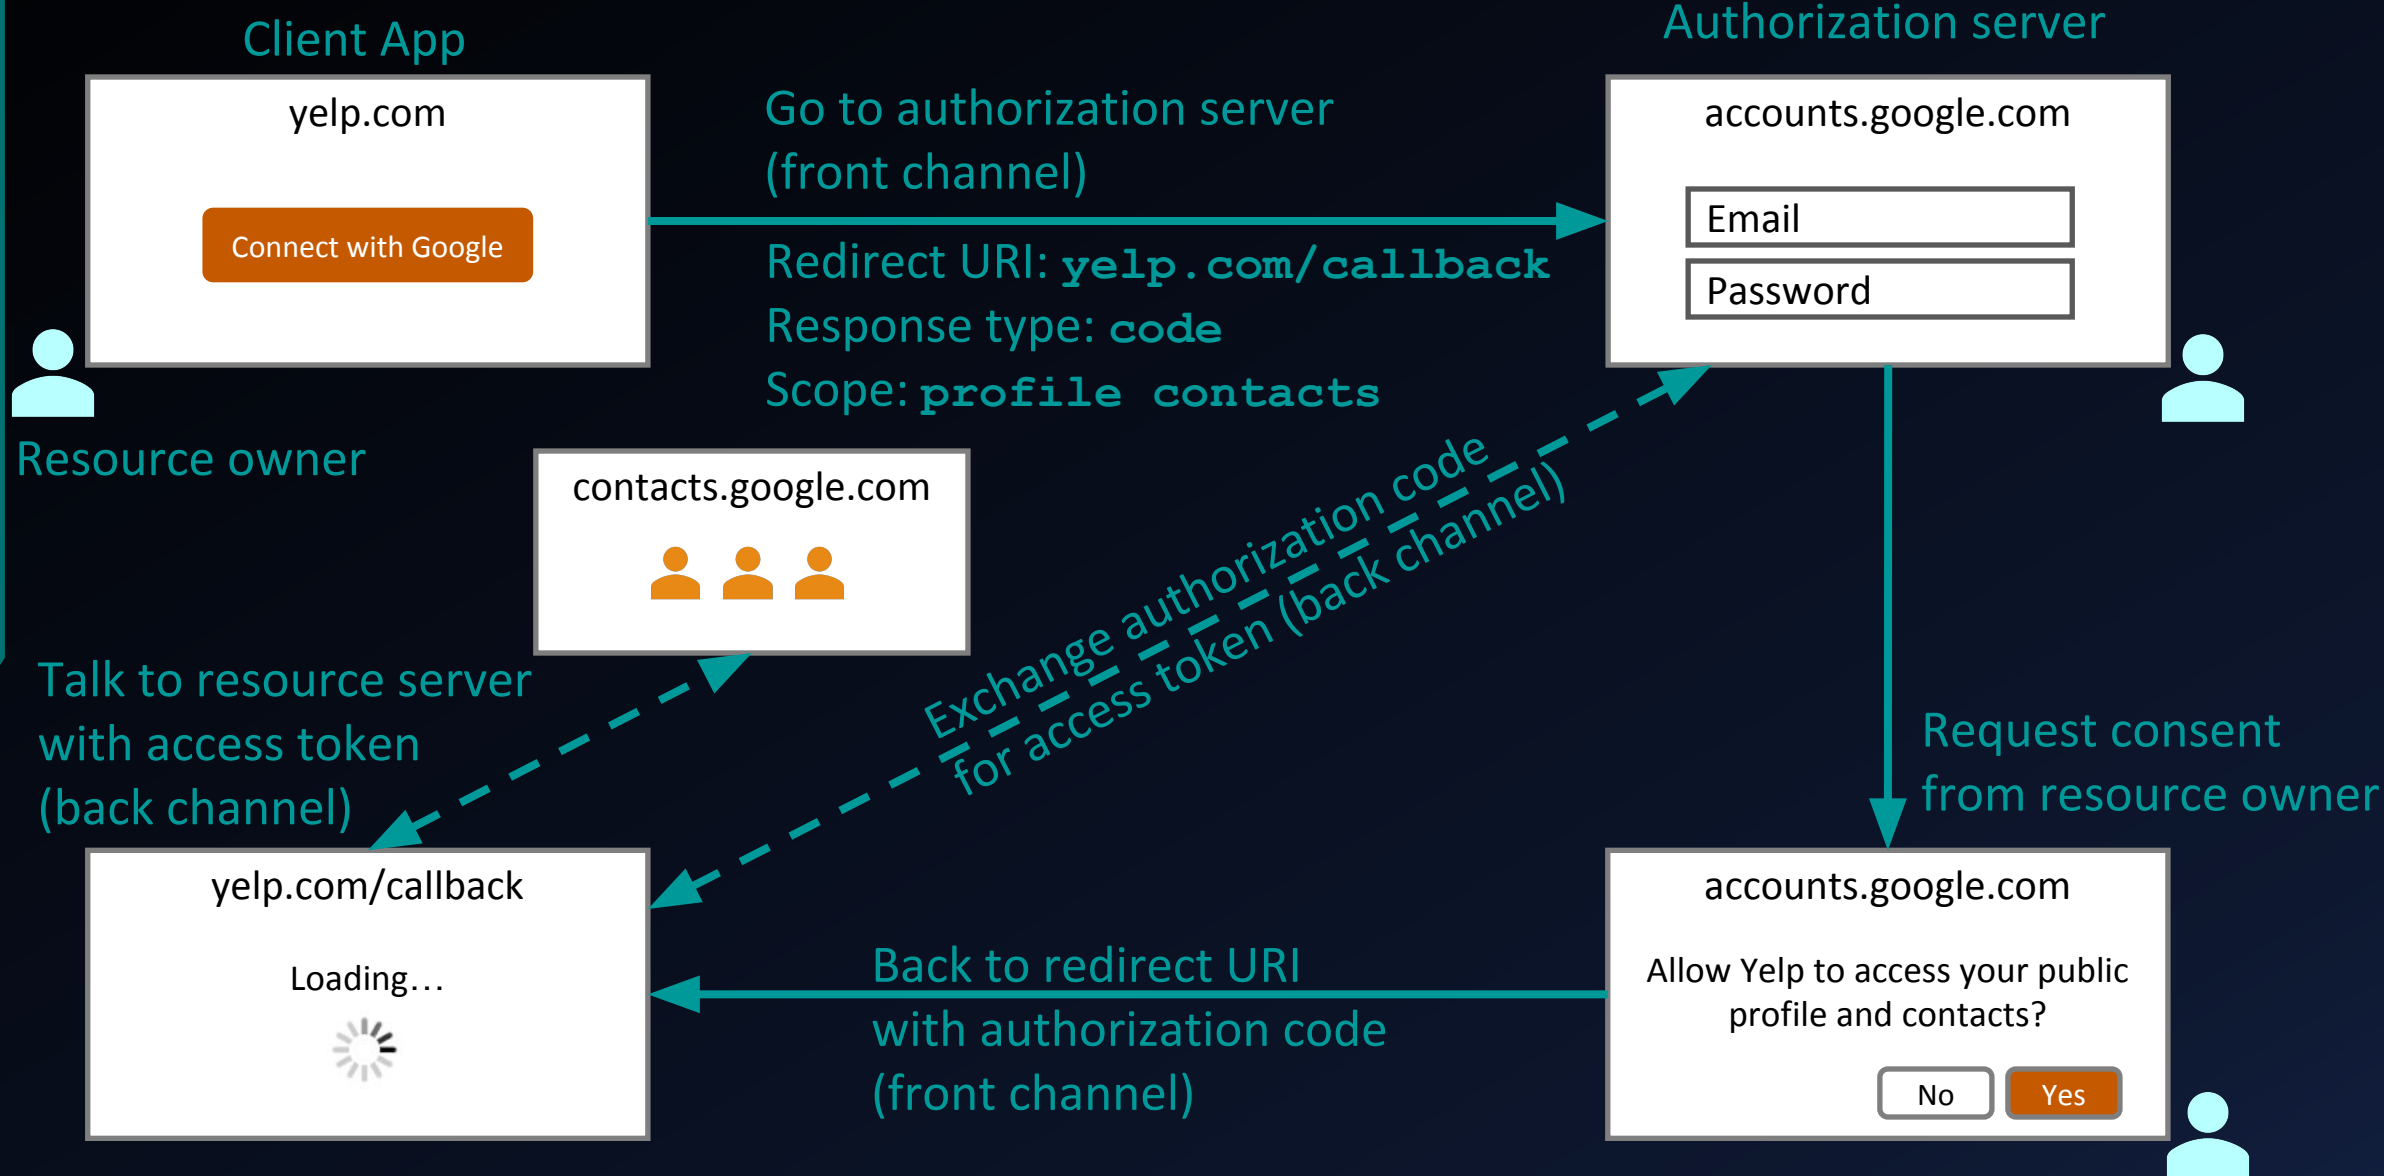 Client App
yelp.com
Connect with Google
Resource owner
Go to authorization server
(front channel)
Redirect URI: yelp.com/callback
Response type: code
Scope: profile contacts
Authorization server
accounts.google.com
Email
Password
Request consent
from resource owner
accounts.google.com
Allow Yelp to access your public
profile and contacts?
No
Yes
Back to redirect URI
with authorization code
(front channel)
yelp.com/callback
Loading…
Exchange authorization code
for access token (back channel)
Talk to resource server
with access token
(back channel)
contacts.google.com